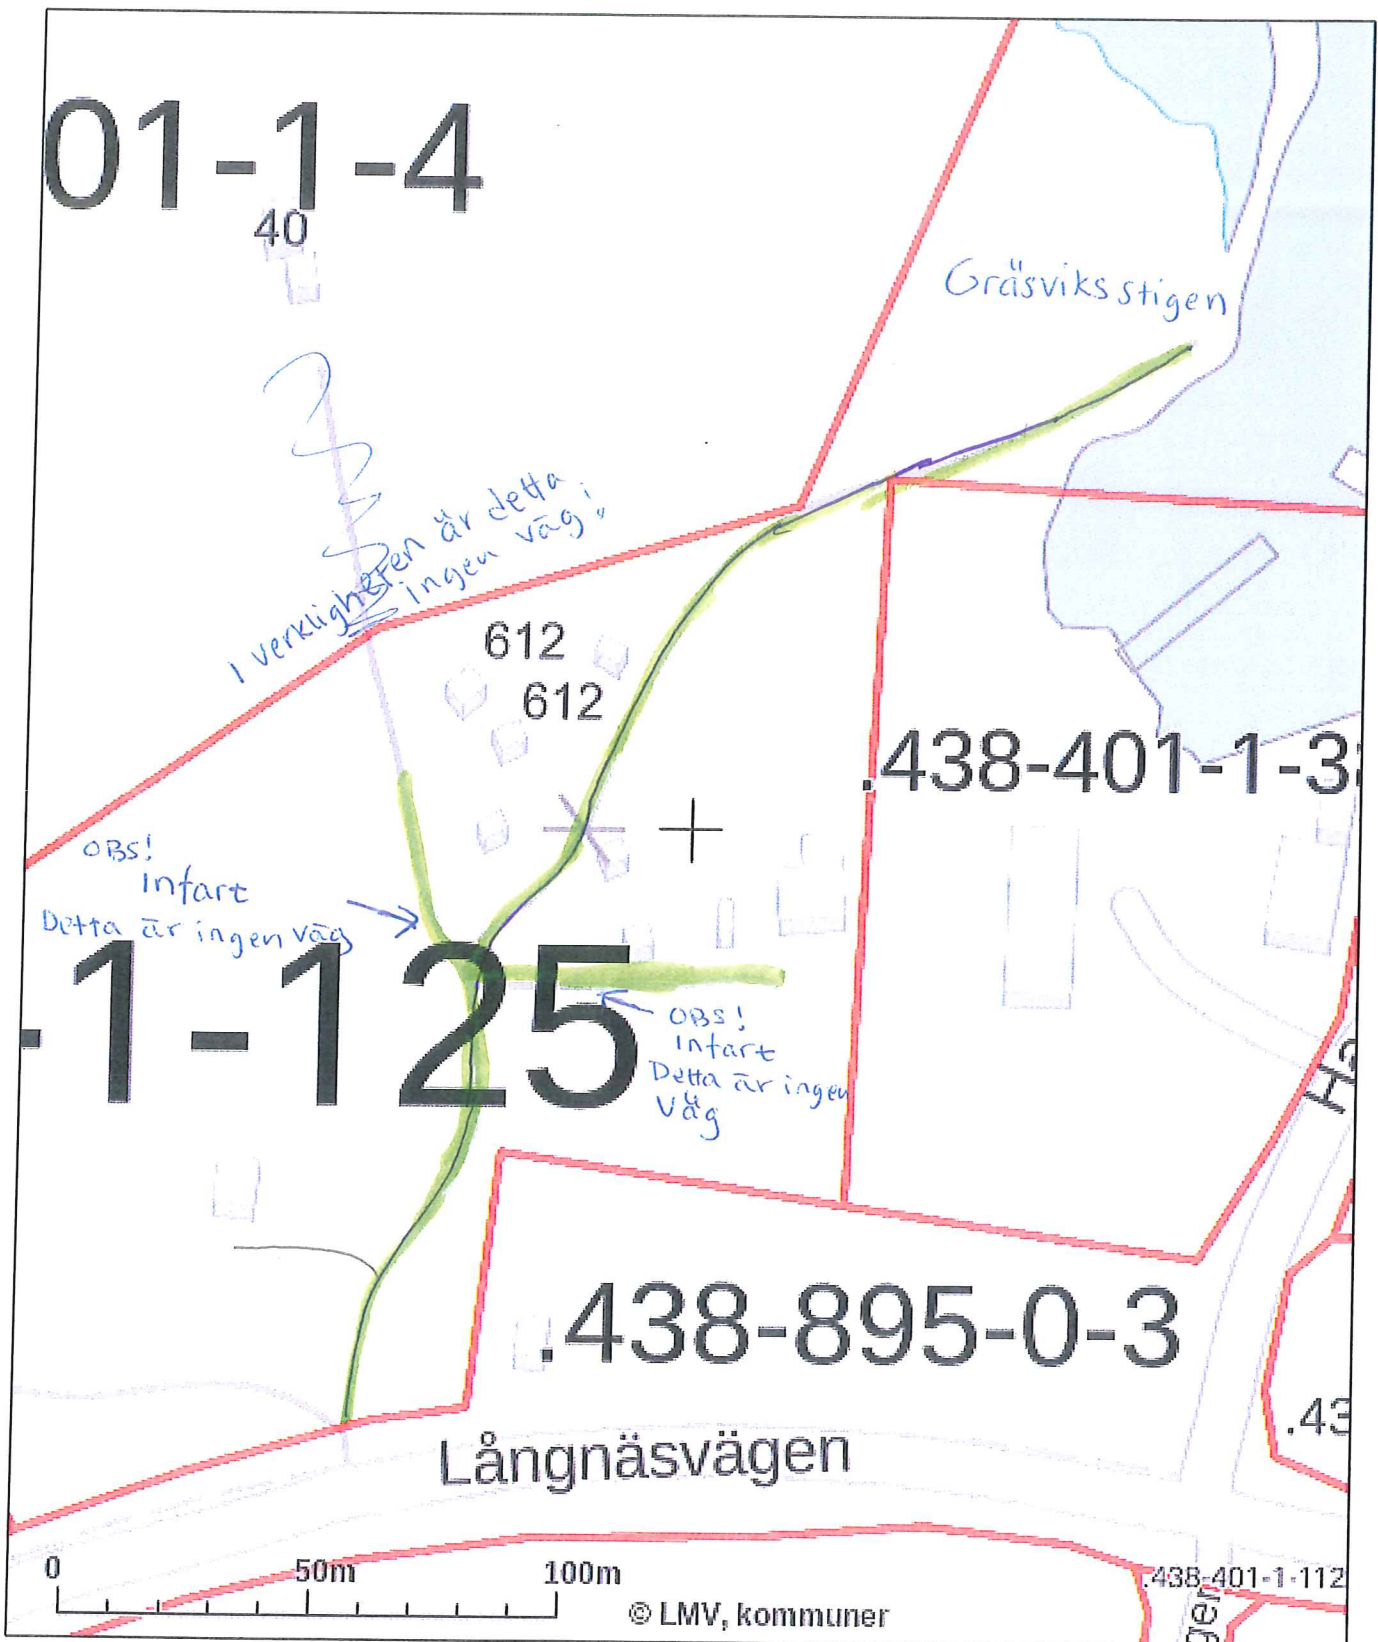 01-1-4
40
Gräsviksstigen
I verkligheten är detta
ingen väg!
612
612
.438-401-1-3
OBS!
Infart
Detta är ingen väg
-1-125
OBS!
Infart
Detta är ingen
väg
Ha
.438-895-0-3
.43
Långnäsvägen
0 50m 100m
.438-401-1-112
ger
© LMV, kommuner